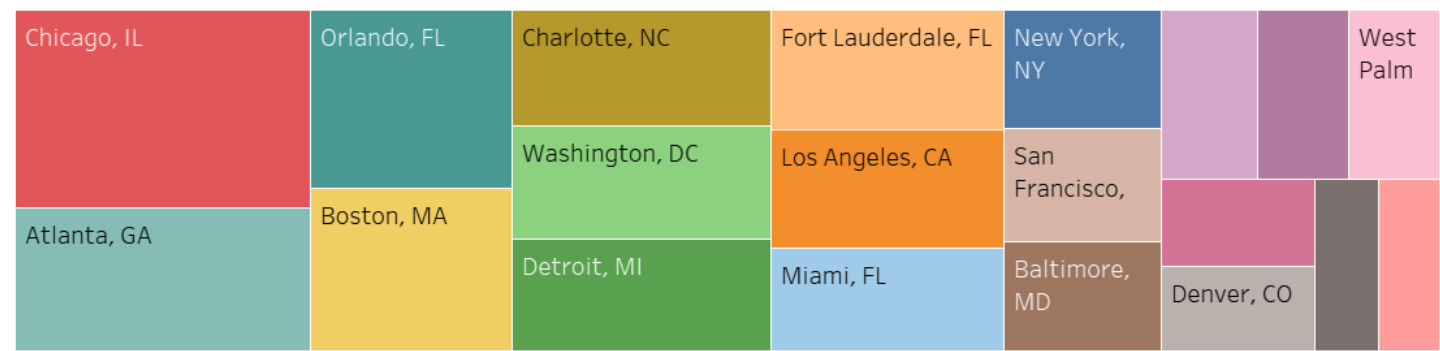 Chicago, IL
Atlanta, GA
Orlando, FL
Boston, MA
Charlotte, NC
Washington, DC
Detroit, MI
Fort Lauderdale, FL
Los Angeles, CA
Miami, FL
New York,
NY
San
Francisco,
Baltimore,
MD
West
Palm
Denver, CO